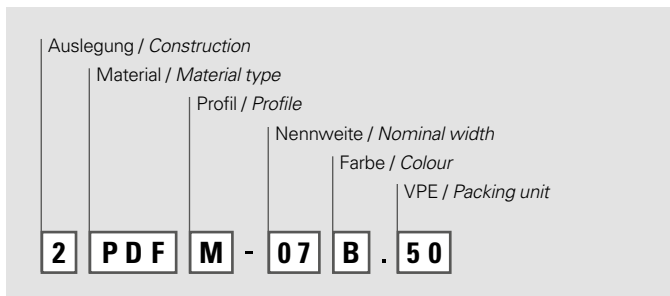 Auslegung / Construction
Material / Material type
Profil / Profile
Nennweite / Nominal width
Farbe / Colour
VPE / Packing unit
2 PDF M - 07 B . 50